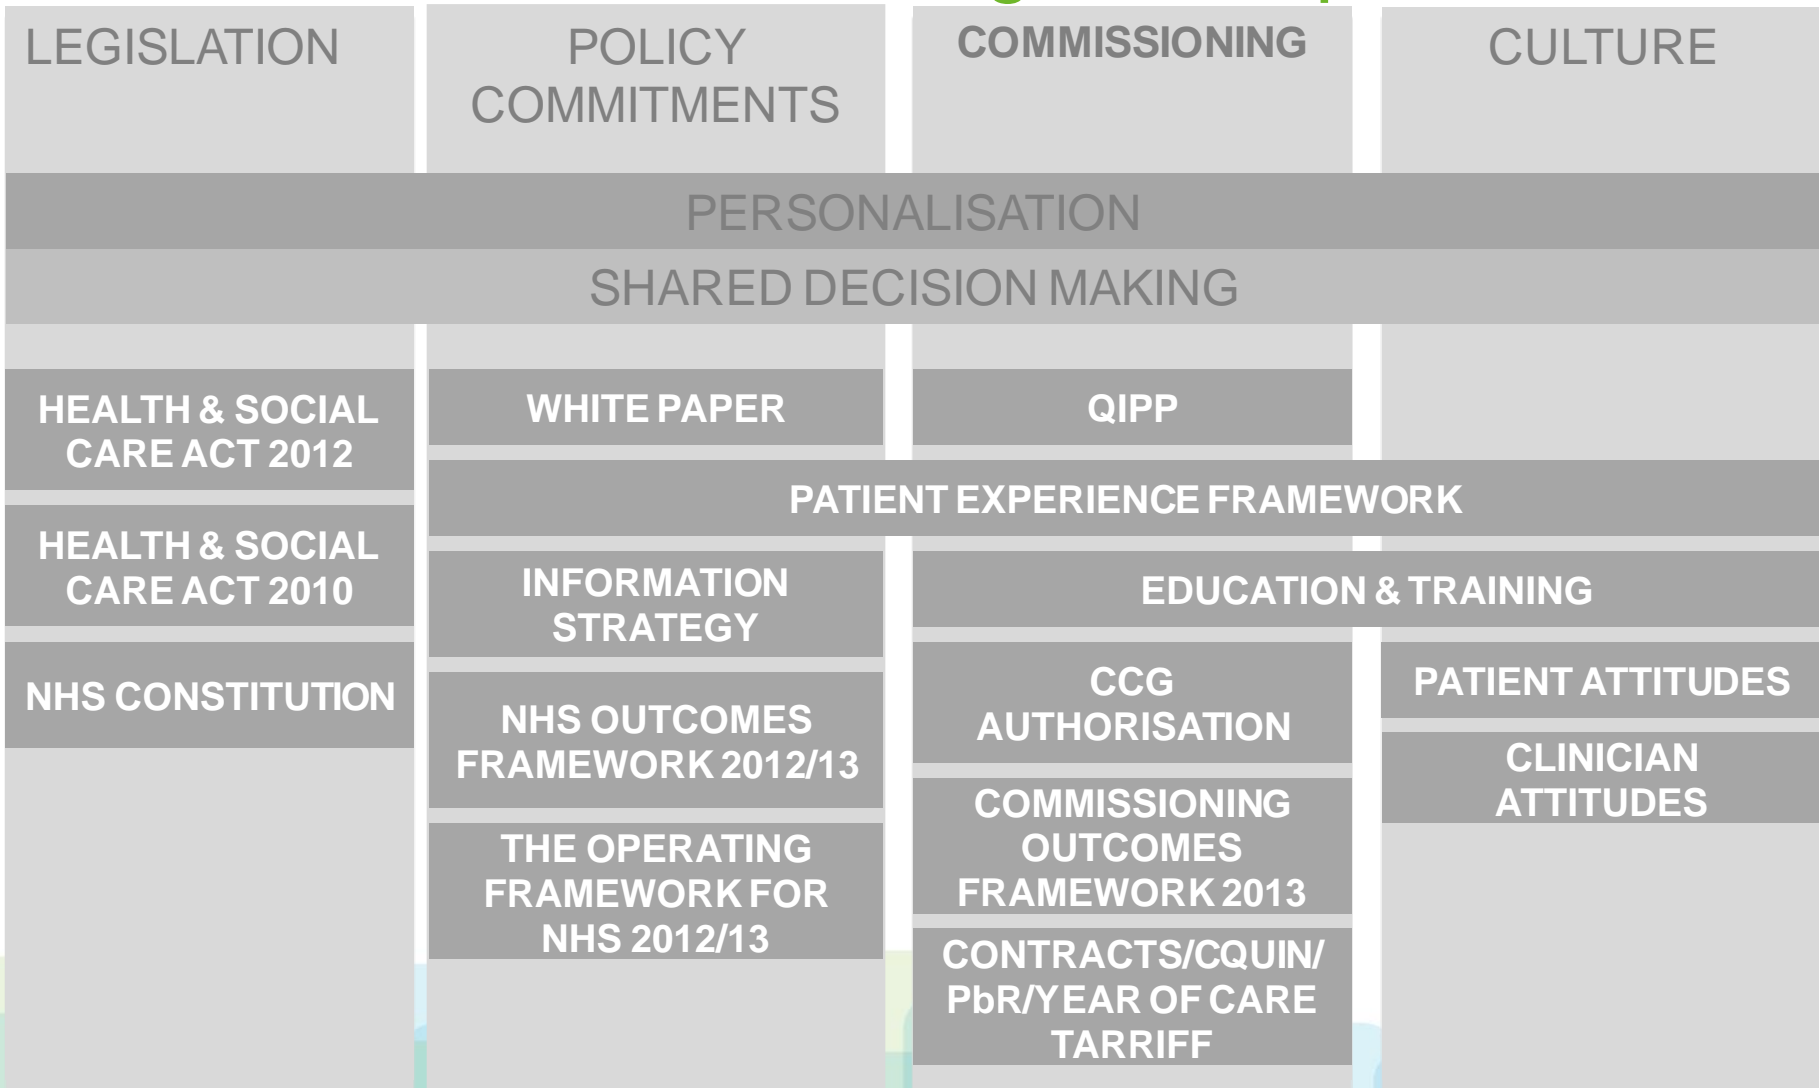 LEGISLATION
POLICY
COMMITMENTS
COMMISSIONING
CULTURE
PERSONALISATION
SHARED DECISION MAKING
HEALTH & SOCIAL
CARE ACT 2012
HEALTH & SOCIAL
CARE ACT 2010
NHS CONSTITUTION
WHITE PAPER
QIPP
PATIENT EXPERIENCE FRAMEWORK
INFORMATION
STRATEGY
NHS OUTCOMES
FRAMEWORK 2012/13
THE OPERATING
FRAMEWORK FOR
NHS 2012/13
EDUCATION & TRAINING
CCG
AUTHORISATION
COMMISSIONING
OUTCOMES
FRAMEWORK 2013
CONTRACTS/CQUIN/
PbR/YEAR OF CARE
TARRIFF
PATIENT ATTITUDES
CLINICIAN
ATTITUDES